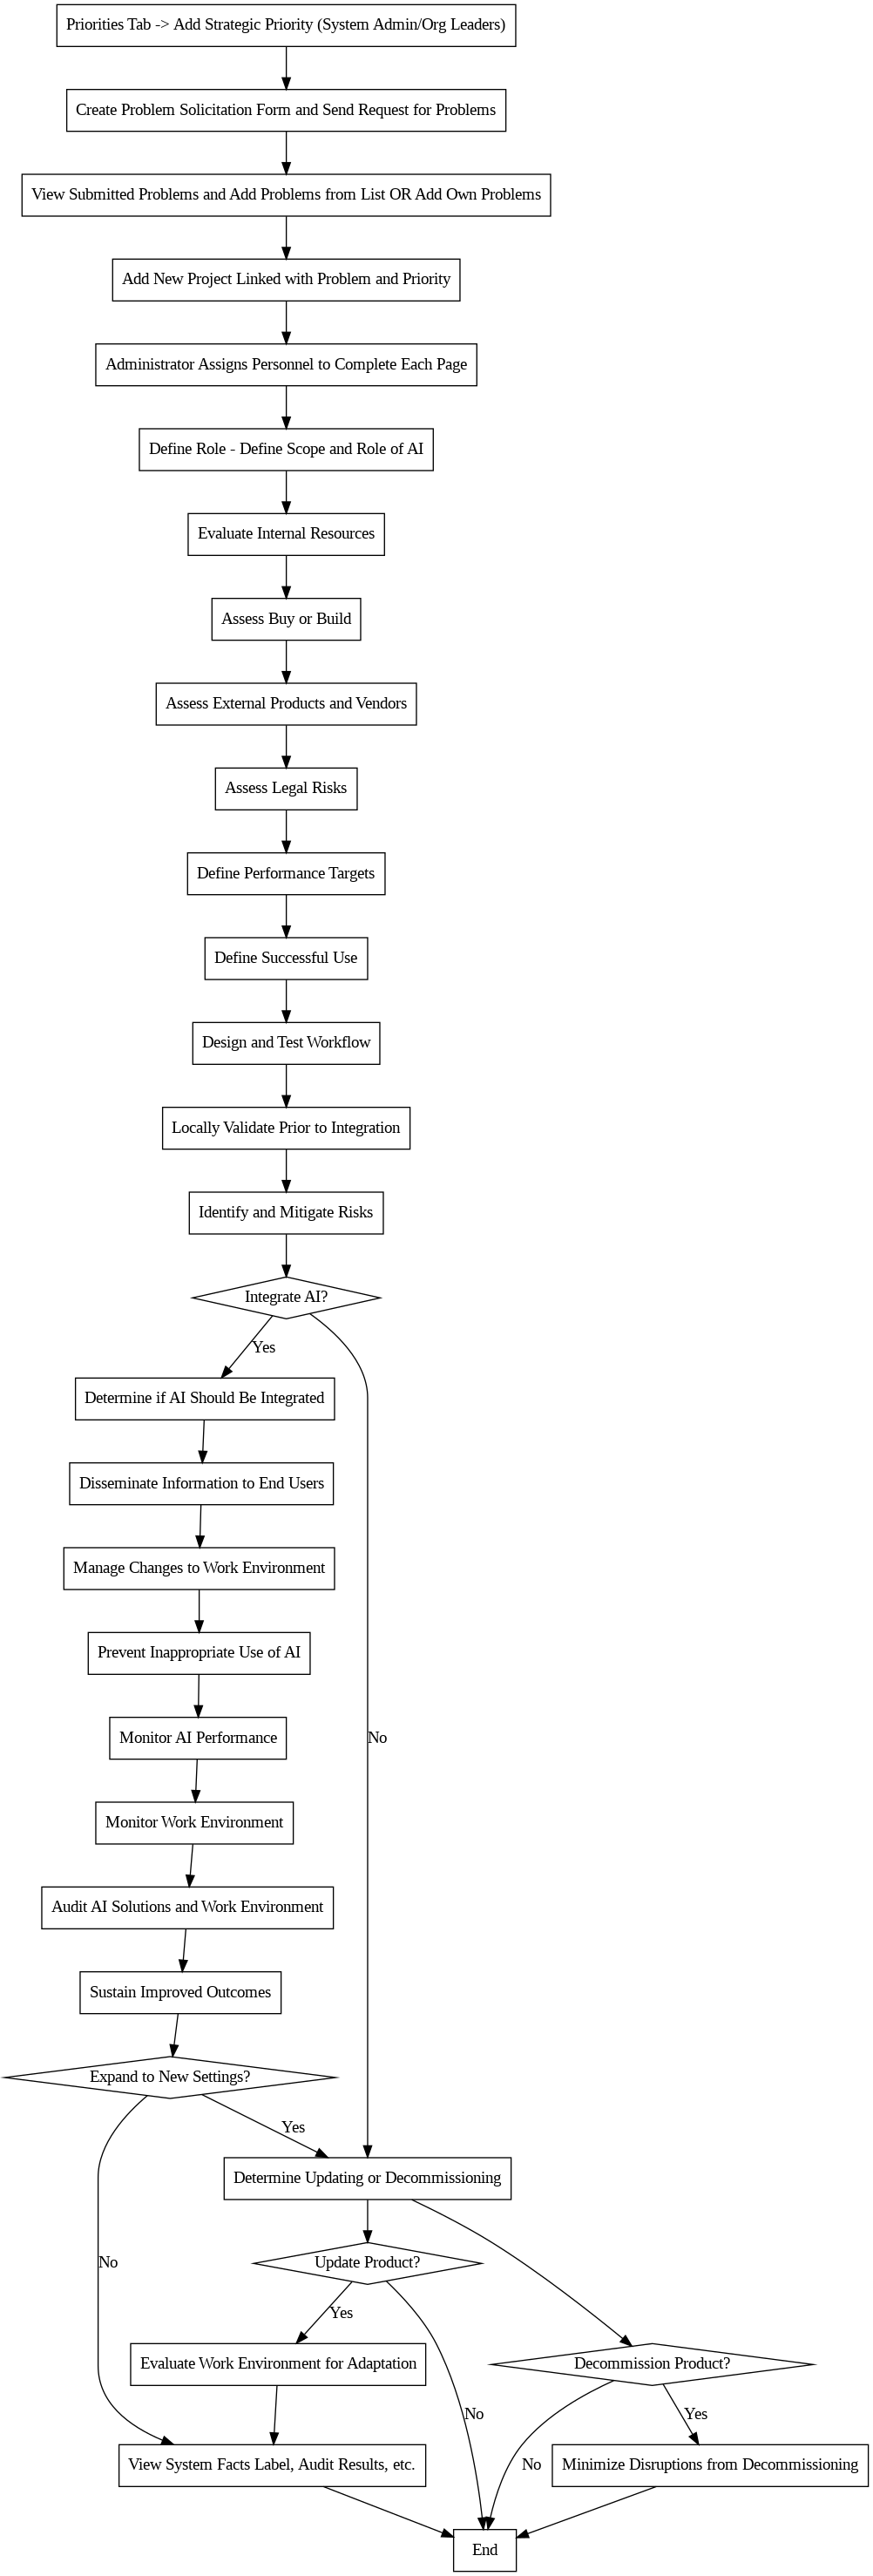 Priorities Tab -> Add Strategic Priority (System Admin/Org Leaders)
Create Problem Solicitation Form and Send Request for Problems
View Submitted Problems and Add Problems from List OR Add Own Problems
Add New Project Linked with Problem and Priority
Administrator Assigns Personnel to Complete Each Page
Define Role - Define Scope and Role of AI
Evaluate Internal Resources
Assess Buy or Build
Assess External Products and Vendors
Assess Legal Risks
Define Performance Targets
Define Successful Use
Design and Test Workflow
Locally Validate Prior to Integration
Identify and Mitigate Risks
Integrate AI?
Yes
Determine if AI Should Be Integrated
Disseminate Information to End Users
Manage Changes to Work Environment
Prevent Inappropriate Use of AI
Monitor AI Performance
No
Monitor Work Environment
Audit AI Solutions and Work Environment
Sustain Improved Outcomes
Expand to New Settings?
Yes
Determine Updating or Decommissioning
No
Update Product?
Yes
Evaluate Work Environment for Adaptation
Decommission Product?
No
Yes
View System Facts Label, Audit Results, etc.
No
Minimize Disruptions from Decommissioning
End